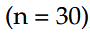 (n = 30)